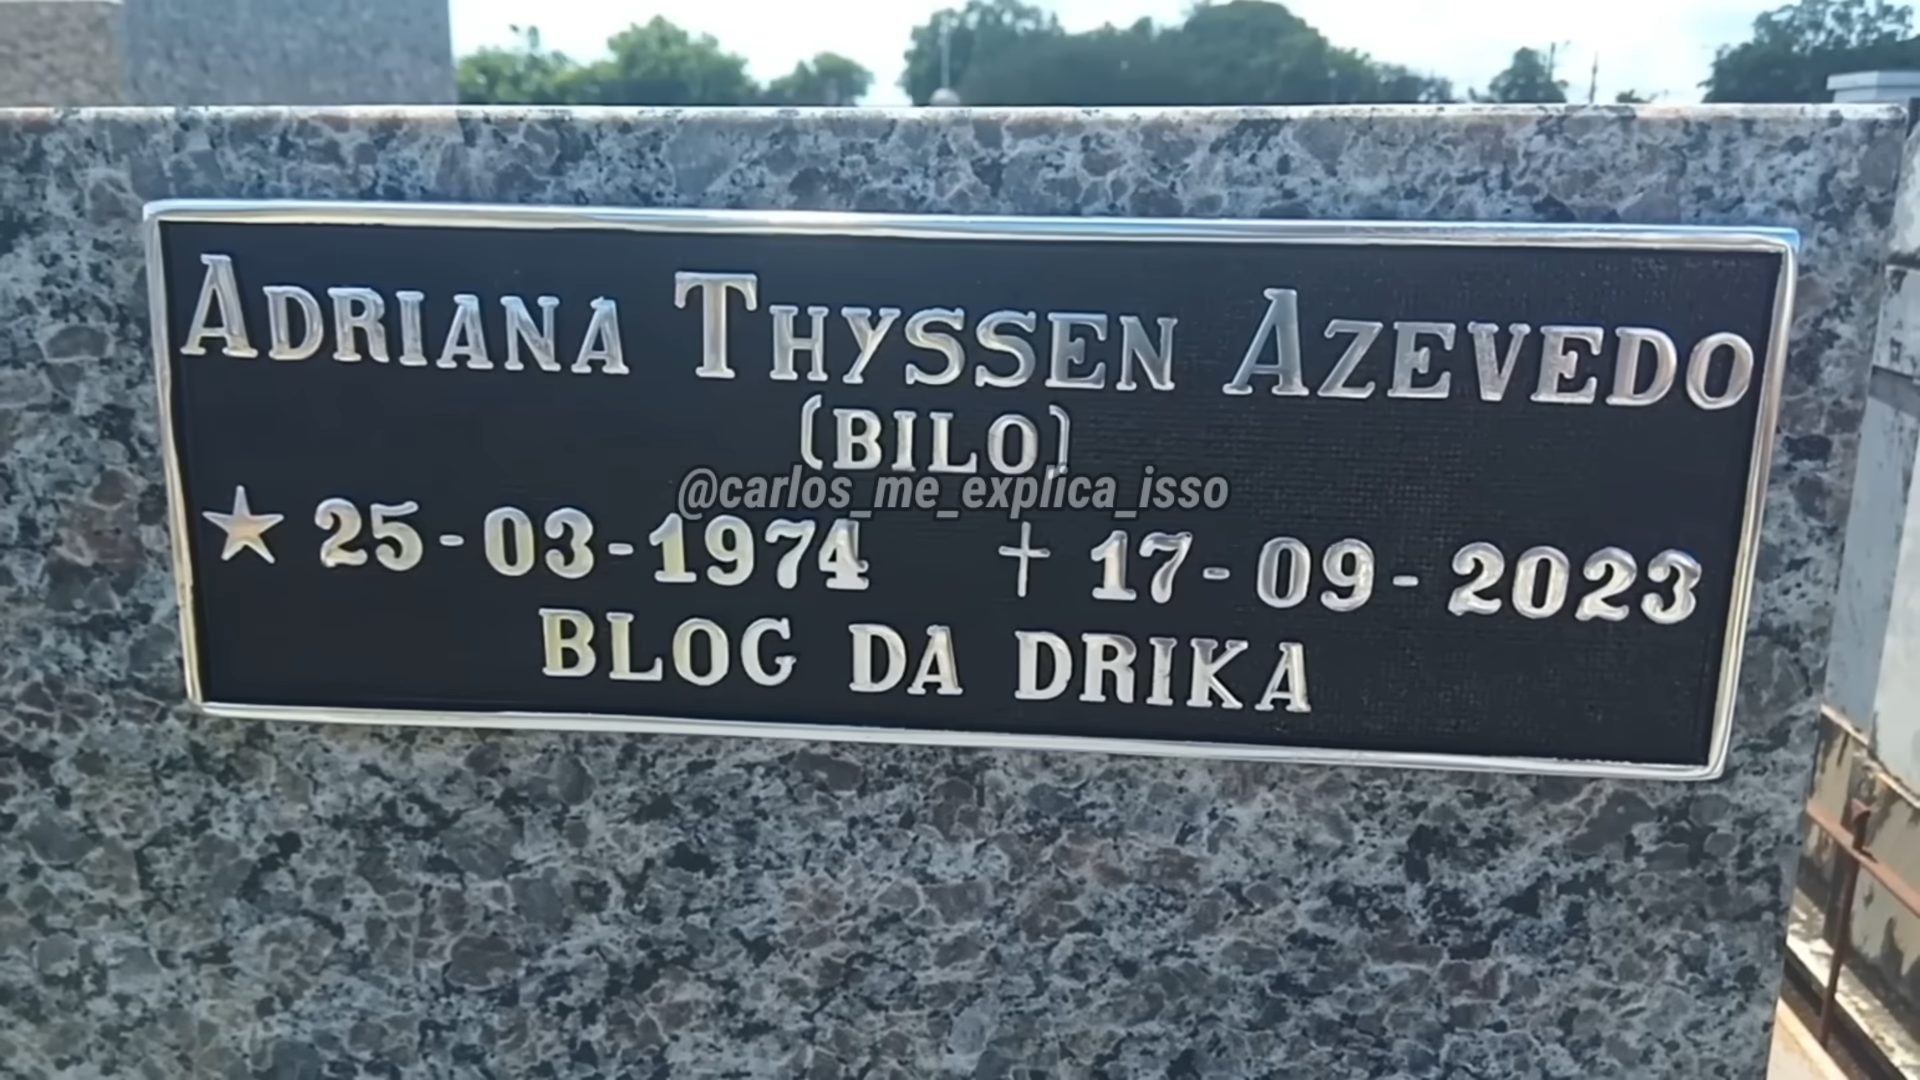 ADRIANA THYSSEN AZEVEDO
(BILO)
@carlos_me_explica_isso
★ 25-03-1974 † 17-09-2023
BLOG DA DRIKA